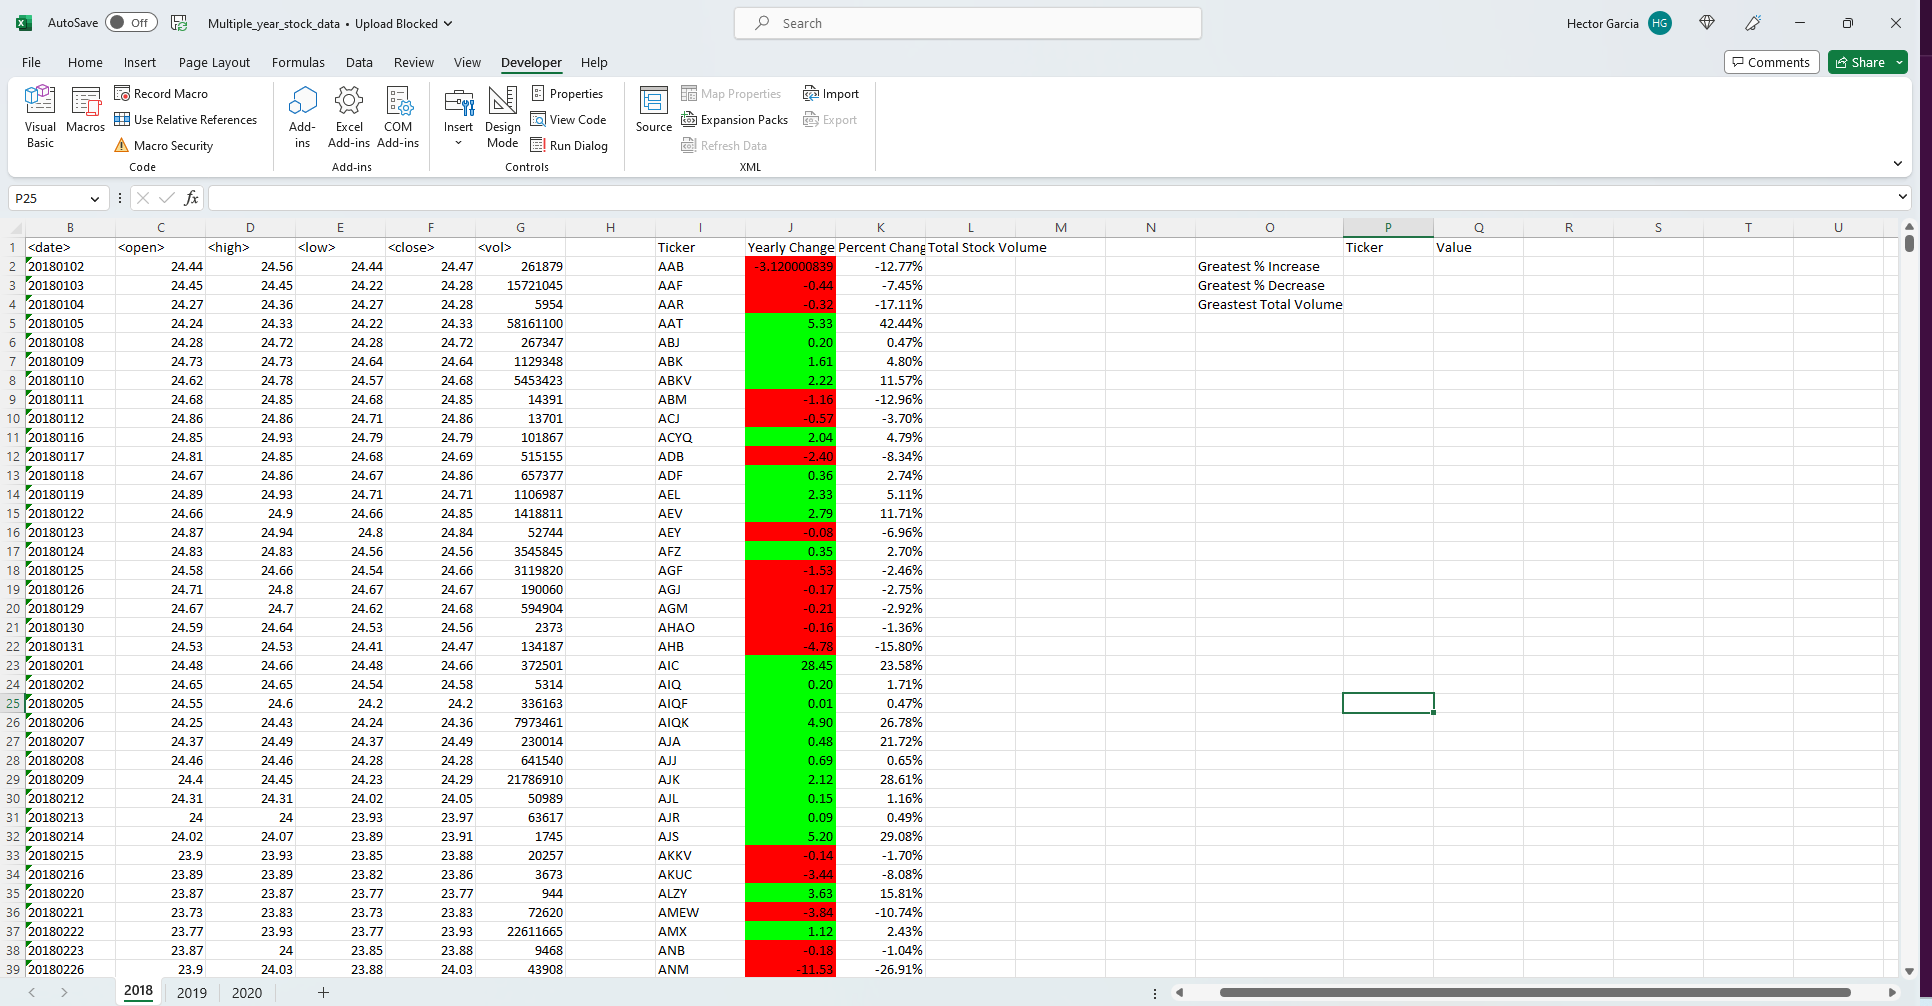 AutoSave Off Multiple_year_stock_data • Upload Blocked Search Hector Garcia HG
File Home Insert Page Layout Formulas Data Review View Developer Help Comments Share
Visual Basic
Macros
Record Macro
Use Relative References
Macro Security
Code
Add-ins
Excel Add-ins
COM Add-ins
Add-ins
Insert
Design Mode
Properties
View Code
Run Dialog
Controls
Source
Map Properties
Expansion Packs
Refresh Data
Import
Export
XML
P25 fx
B C D E F G H I J K L M N O P Q R S T U
1 <date> <open> <high> <low> <close> <vol> Ticker Yearly Change Percent Chang Total Stock Volume Ticker Value
2 20180102 24.44 24.56 24.44 24.47 261879 AAB -3.120000839 -12.77% Greatest % Increase
3 20180103 24.45 24.45 24.22 24.28 15721045 AAF -0.44 -7.45% Greatest % Decrease
4 20180104 24.27 24.36 24.27 24.28 5954 AAR -0.32 -17.11% Greastest Total Volume
5 20180105 24.24 24.33 24.22 24.33 58161100 AAT 5.33 42.44%
6 20180108 24.28 24.72 24.28 24.72 267347 ABJ 0.20 0.47%
7 20180109 24.73 24.73 24.64 24.64 1129348 ABK 1.61 4.80%
8 20180110 24.62 24.78 24.57 24.68 5453423 ABKV 2.22 11.57%
9 20180111 24.68 24.85 24.68 24.85 14391 ABM -1.16 -12.96%
10 20180112 24.86 24.86 24.71 24.86 13701 ACJ -0.57 -3.70%
11 20180116 24.85 24.93 24.79 24.79 101867 ACYQ 2.04 4.79%
12 20180117 24.81 24.85 24.68 24.69 515155 ADB -2.40 -8.34%
13 20180118 24.67 24.86 24.67 24.86 657377 ADF 0.36 2.74%
14 20180119 24.89 24.93 24.71 24.71 1106987 AEL 2.33 5.11%
15 20180122 24.66 24.9 24.66 24.85 1418811 AEV 2.79 11.71%
16 20180123 24.87 24.94 24.8 24.84 52744 AEY -0.08 -6.96%
17 20180124 24.83 24.83 24.56 24.56 3545845 AFZ 0.35 2.70%
18 20180125 24.58 24.66 24.54 24.66 3119820 AGF -1.53 -2.46%
19 20180126 24.71 24.8 24.67 24.67 190060 AGJ -0.17 -2.75%
20 20180129 24.67 24.7 24.62 24.68 594904 AGM -0.21 -2.92%
21 20180130 24.59 24.64 24.53 24.56 2373 AHAO -0.16 -1.36%
22 20180131 24.53 24.53 24.41 24.47 134187 AHB -4.78 -15.80%
23 20180201 24.48 24.66 24.48 24.66 372501 AIC 28.45 23.58%
24 20180202 24.65 24.65 24.54 24.58 5314 AIQ 0.20 1.71%
25 20180205 24.55 24.6 24.2 24.2 336163 AIQF 0.01 0.47%
26 20180206 24.25 24.43 24.24 24.36 7973461 AIQK 4.90 26.78%
27 20180207 24.37 24.49 24.37 24.49 230014 AJA 0.48 21.72%
28 20180208 24.46 24.46 24.28 24.28 641540 AJJ 0.69 0.65%
29 20180209 24.4 24.45 24.23 24.29 21786910 AJK 2.12 28.61%
30 20180212 24.31 24.31 24.02 24.05 50989 AJL 0.15 1.16%
31 20180213 24 24 23.93 23.97 63617 AJR 0.09 0.49%
32 20180214 24.02 24.07 23.89 23.91 1745 AJS 5.20 29.08%
33 20180215 23.9 23.93 23.85 23.88 20257 AKKV -0.14 -1.70%
34 20180216 23.89 23.89 23.82 23.86 3673 AKUC -3.44 -8.08%
35 20180220 23.87 23.87 23.77 23.77 944 ALZY 3.63 15.81%
36 20180221 23.73 23.83 23.73 23.83 72620 AMEW -3.84 -10.74%
37 20180222 23.77 23.93 23.77 23.93 22611665 AMX 1.12 2.43%
38 20180223 23.87 24 23.85 23.88 9468 ANB -0.18 -1.04%
39 20180226 23.9 24.03 23.88 24.03 43908 ANM -11.53 -26.91%
2018 2019 2020